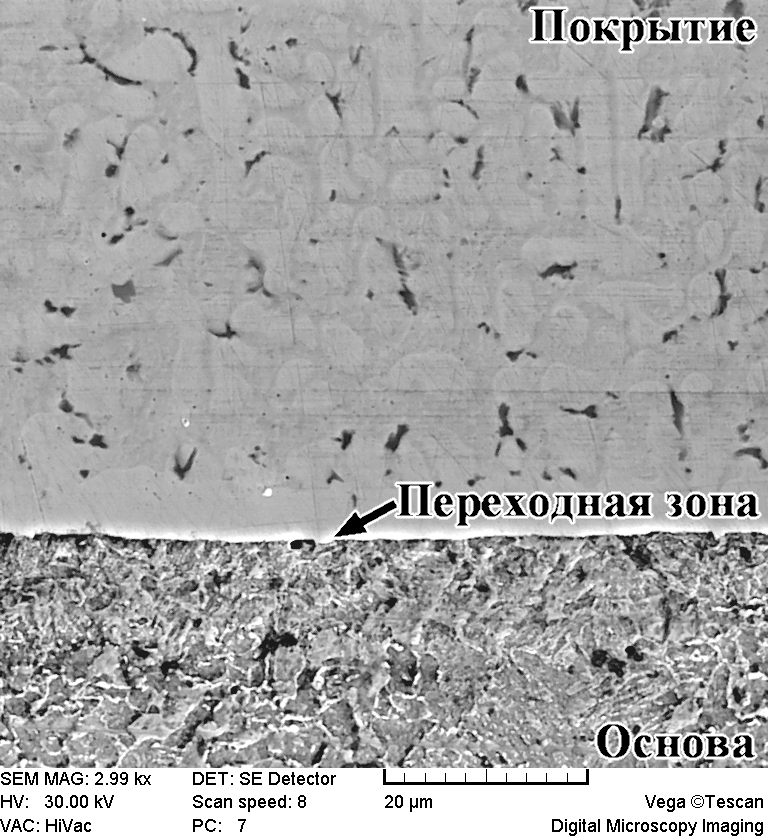 Покрытие
Переходная зона
Основа
SEM MAG: 2.99 kx DET: SE Detector
HV: 30.00 kV Scan speed: 8 20 µm Vega ©Tescan
VAC: HiVac PC: 7 Digital Microscopy Imaging